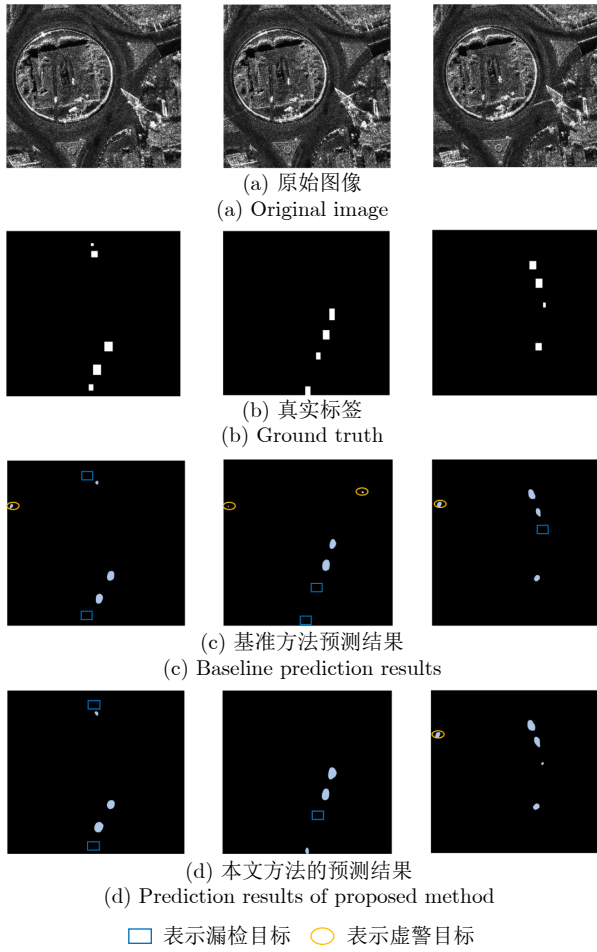 (a) 原始图像
(a) Original image
(b) 真实标签
(b) Ground truth
(c) 基准方法预测结果
(c) Baseline prediction results
(d) 本文方法的预测结果
(d) Prediction results of proposed method
表示漏检目标 表示虚警目标